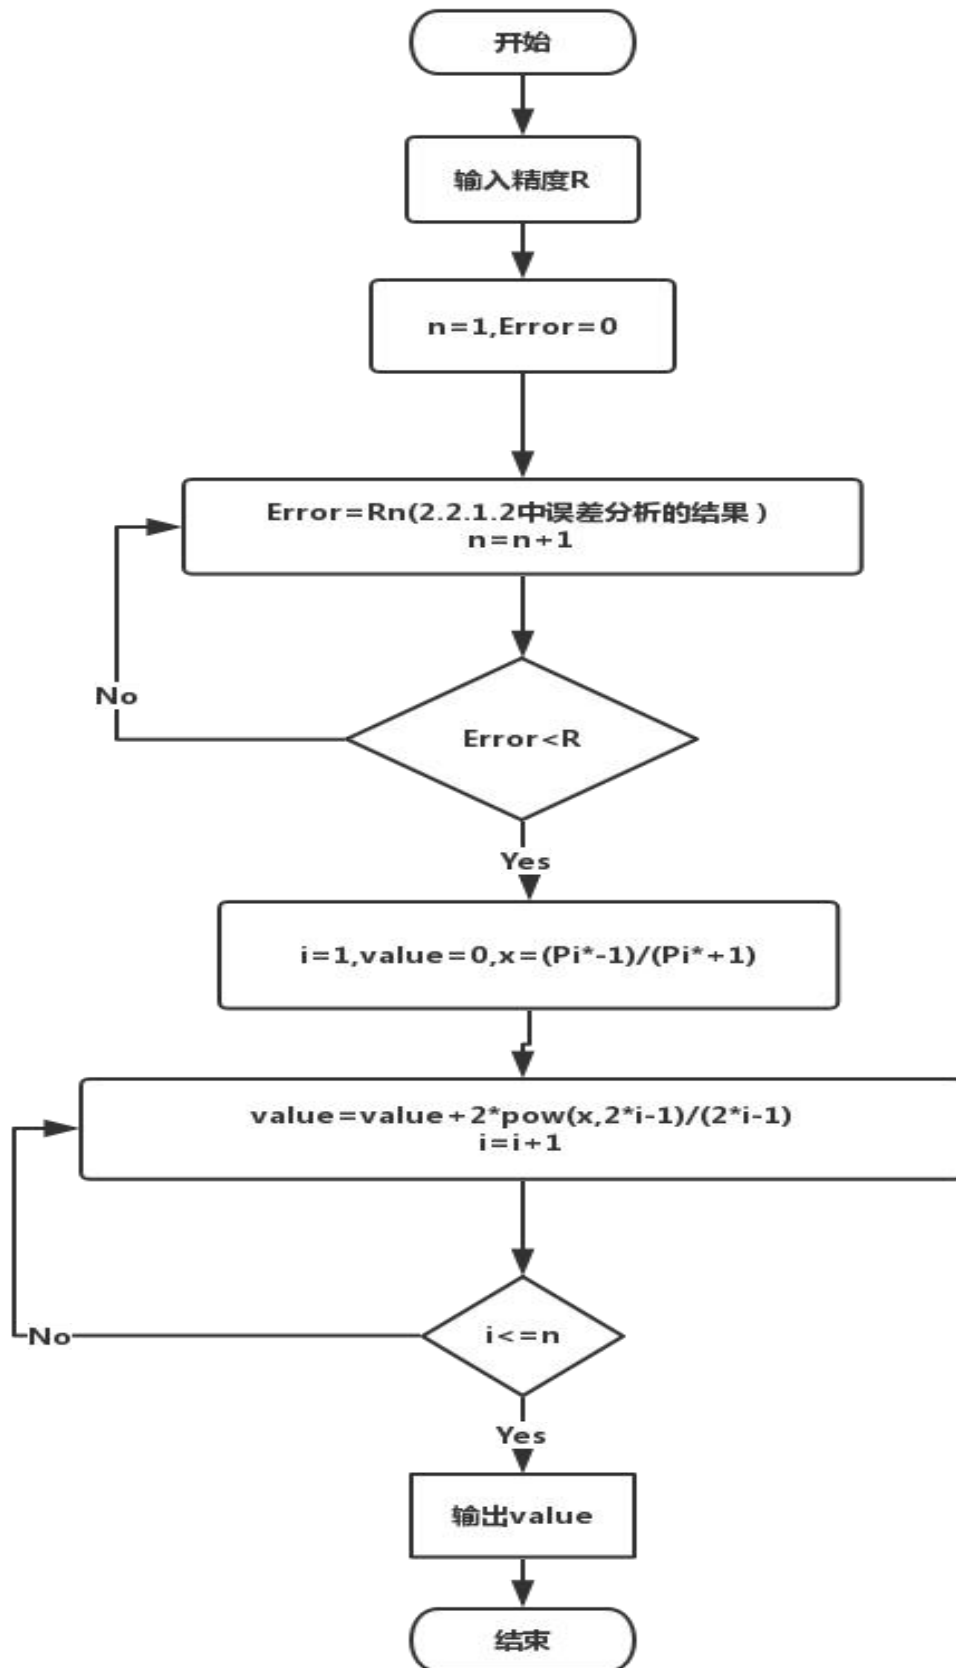 开始
输入精度R
n=1,Error=0
Error=Rn(2.2.1.2中误差分析的结果）
n=n+1
No
Error<R
Yes
i=1,value=0,x=(Pi*-1)/(Pi*+1)
value=value+2*pow(x,2*i-1)/(2*i-1)
i=i+1
i<=n
No
Yes
输出value
结束